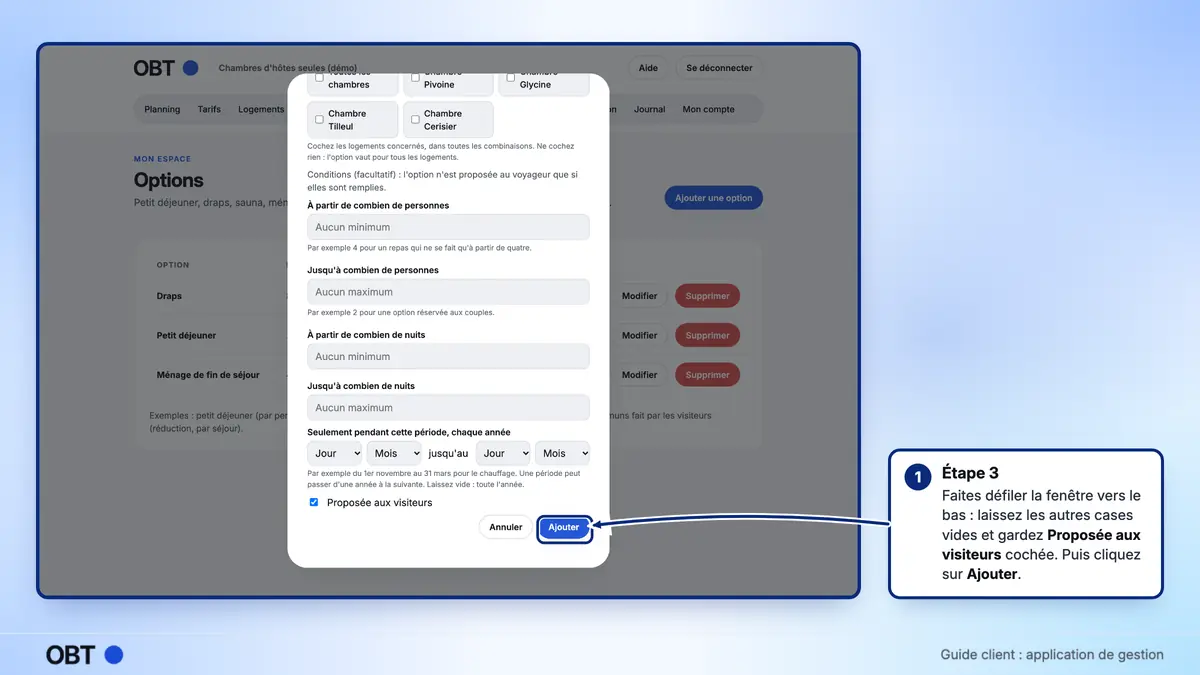 OBT
Chambres d'hôtes seules (démo)
Aide
Se déconnecter
Planning
Tarifs
Logements
Journal
Mon compte
MON ESPACE
Options
Petit déjeuner, draps, sauna,
Ajouter une option
OPTION
Draps
Modifier
Supprimer
Petit déjeuner
Modifier
Supprimer
Ménage de fin de séjour
Modifier
Supprimer
Exemples : petit déjeuner (par
fait par les visiteurs
(réduction, par séjour).
chambres
Chambre
Pivoine
Chambre
Glycine
Chambre
Tilleul
Chambre
Cerisier
Cochez les logements concernés, dans toutes les combinaisons. Ne cochez
rien : l'option vaut pour tous les logements.
Conditions (facultatif) : l'option n'est proposée au voyageur que si
elles sont remplies.
À partir de combien de personnes
Aucun minimum
Par exemple 4 pour un repas qui ne se fait qu'à partir de quatre.
Jusqu'à combien de personnes
Aucun maximum
Par exemple 2 pour une option réservée aux couples.
À partir de combien de nuits
Aucun minimum
Jusqu'à combien de nuits
Aucun maximum
Seulement pendant cette période, chaque année
Jour Mois jusqu'au Jour Mois
Par exemple du 1er novembre au 31 mars pour le chauffage. Une période peut
passer d'une année à la suivante. Laissez vide : toute l'année.
Proposée aux visiteurs
Annuler
Ajouter
1
Étape 3
Faites défiler la fenêtre vers le
bas : laissez les autres cases
vides et gardez Proposée aux
visiteurs cochée. Puis cliquez
sur Ajouter.
OBT
Guide client : application de gestion